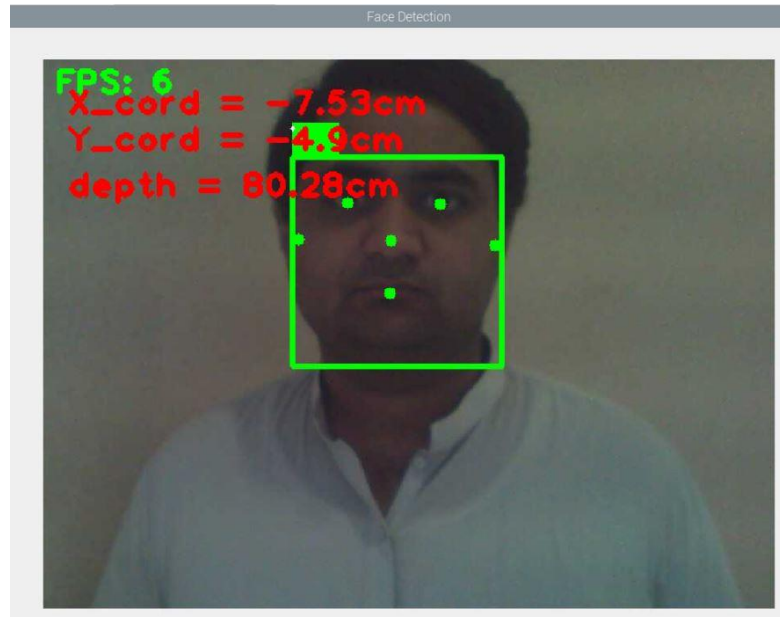 Face Detection
FPS: 6
X_cord = -7.53cm
Y_cord = -4.9cm
depth = 80.28cm